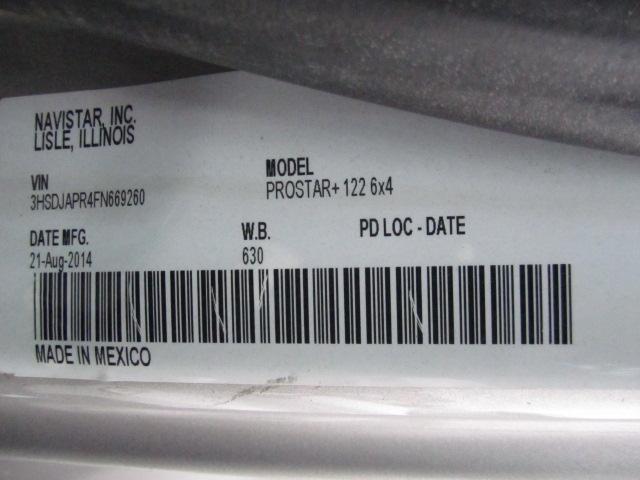 NAVISTAR, INC.
LISLE, ILLINOIS
VIN
3HSDJAPR4FN669260
MODEL
PROSTAR+ 122 6x4
DATE MFG.
21-Aug-2014
W.B.
630
PD LOC - DATE
MADE IN MEXICO